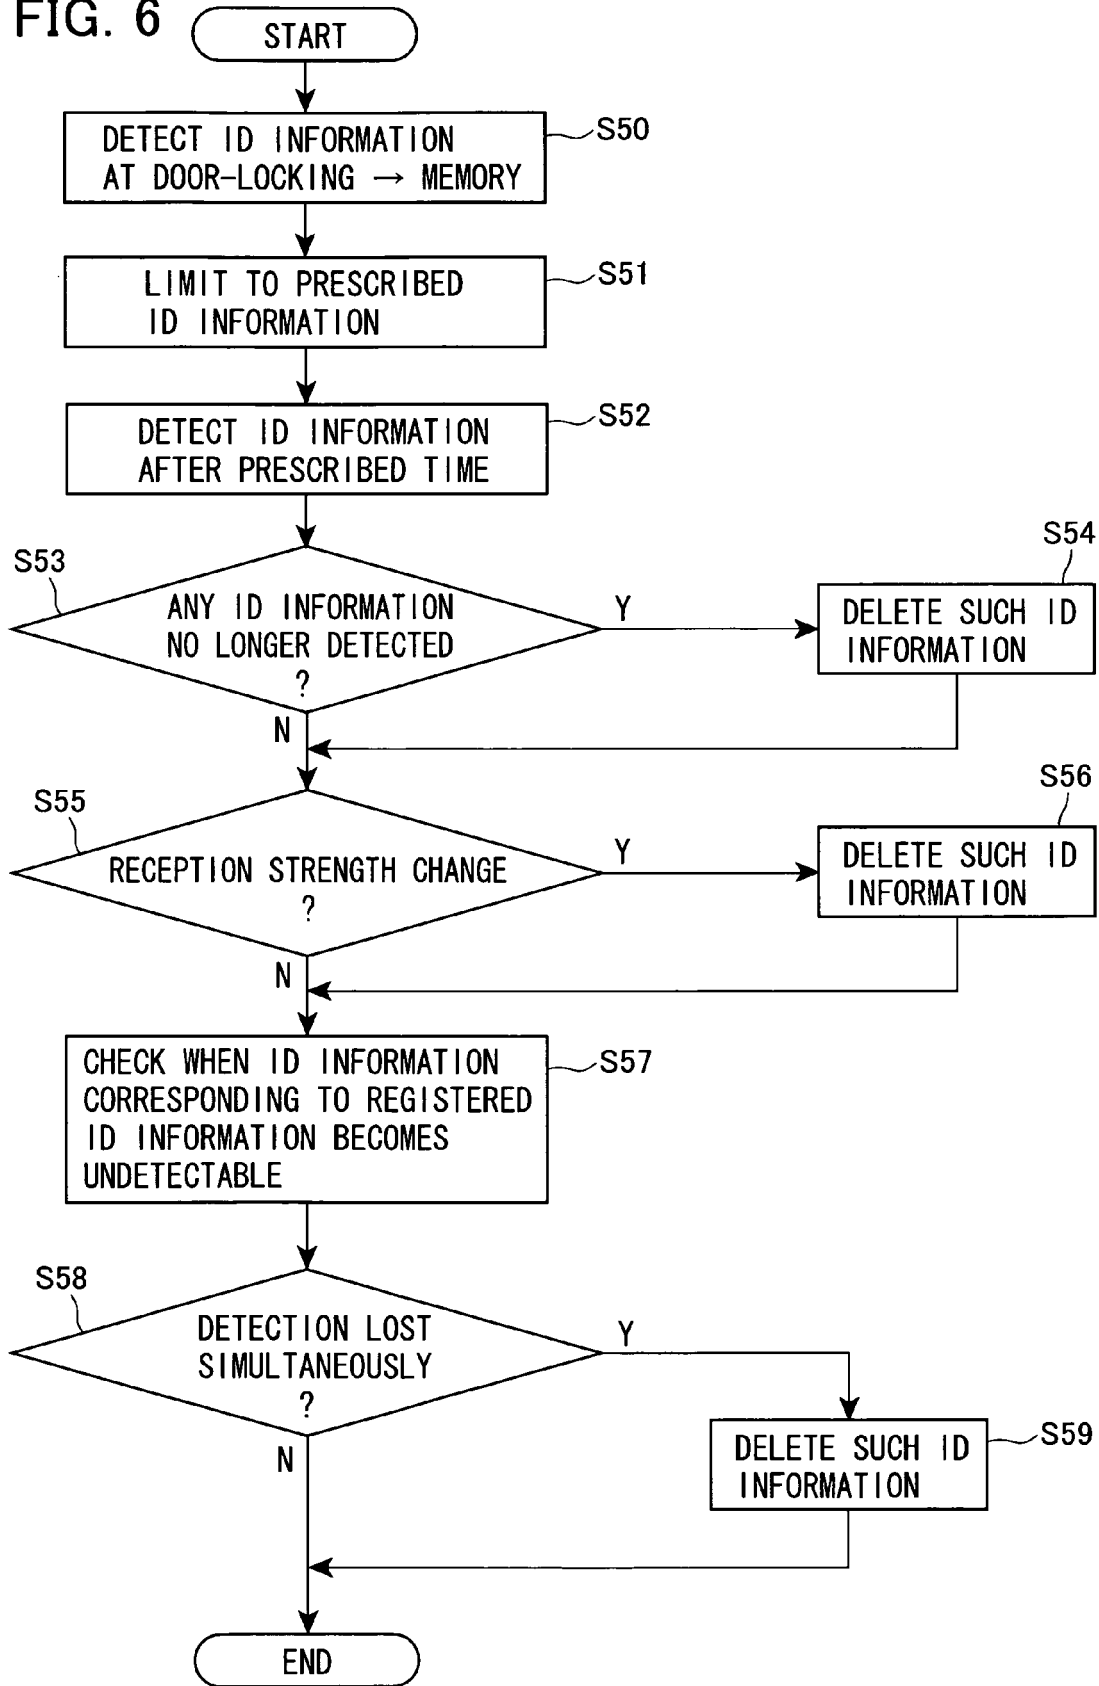 FIG. 6
START
DETECT ID INFORMATION
AT DOOR-LOCKING → MEMORY
S50
LIMIT TO PRESCRIBED
ID INFORMATION
S51
DETECT ID INFORMATION
AFTER PRESCRIBED TIME
S52
S53
ANY ID INFORMATION
NO LONGER DETECTED
?
Y
N
S54
DELETE SUCH ID
INFORMATION
S55
RECEPTION STRENGTH CHANGE
?
Y
N
S56
DELETE SUCH ID
INFORMATION
CHECK WHEN ID INFORMATION
CORRESPONDING TO REGISTERED
ID INFORMATION BECOMES
UNDETECTABLE
S57
S58
DETECTION LOST
SIMULTANEOUSLY
?
Y
N
DELETE SUCH ID
INFORMATION
S59
END